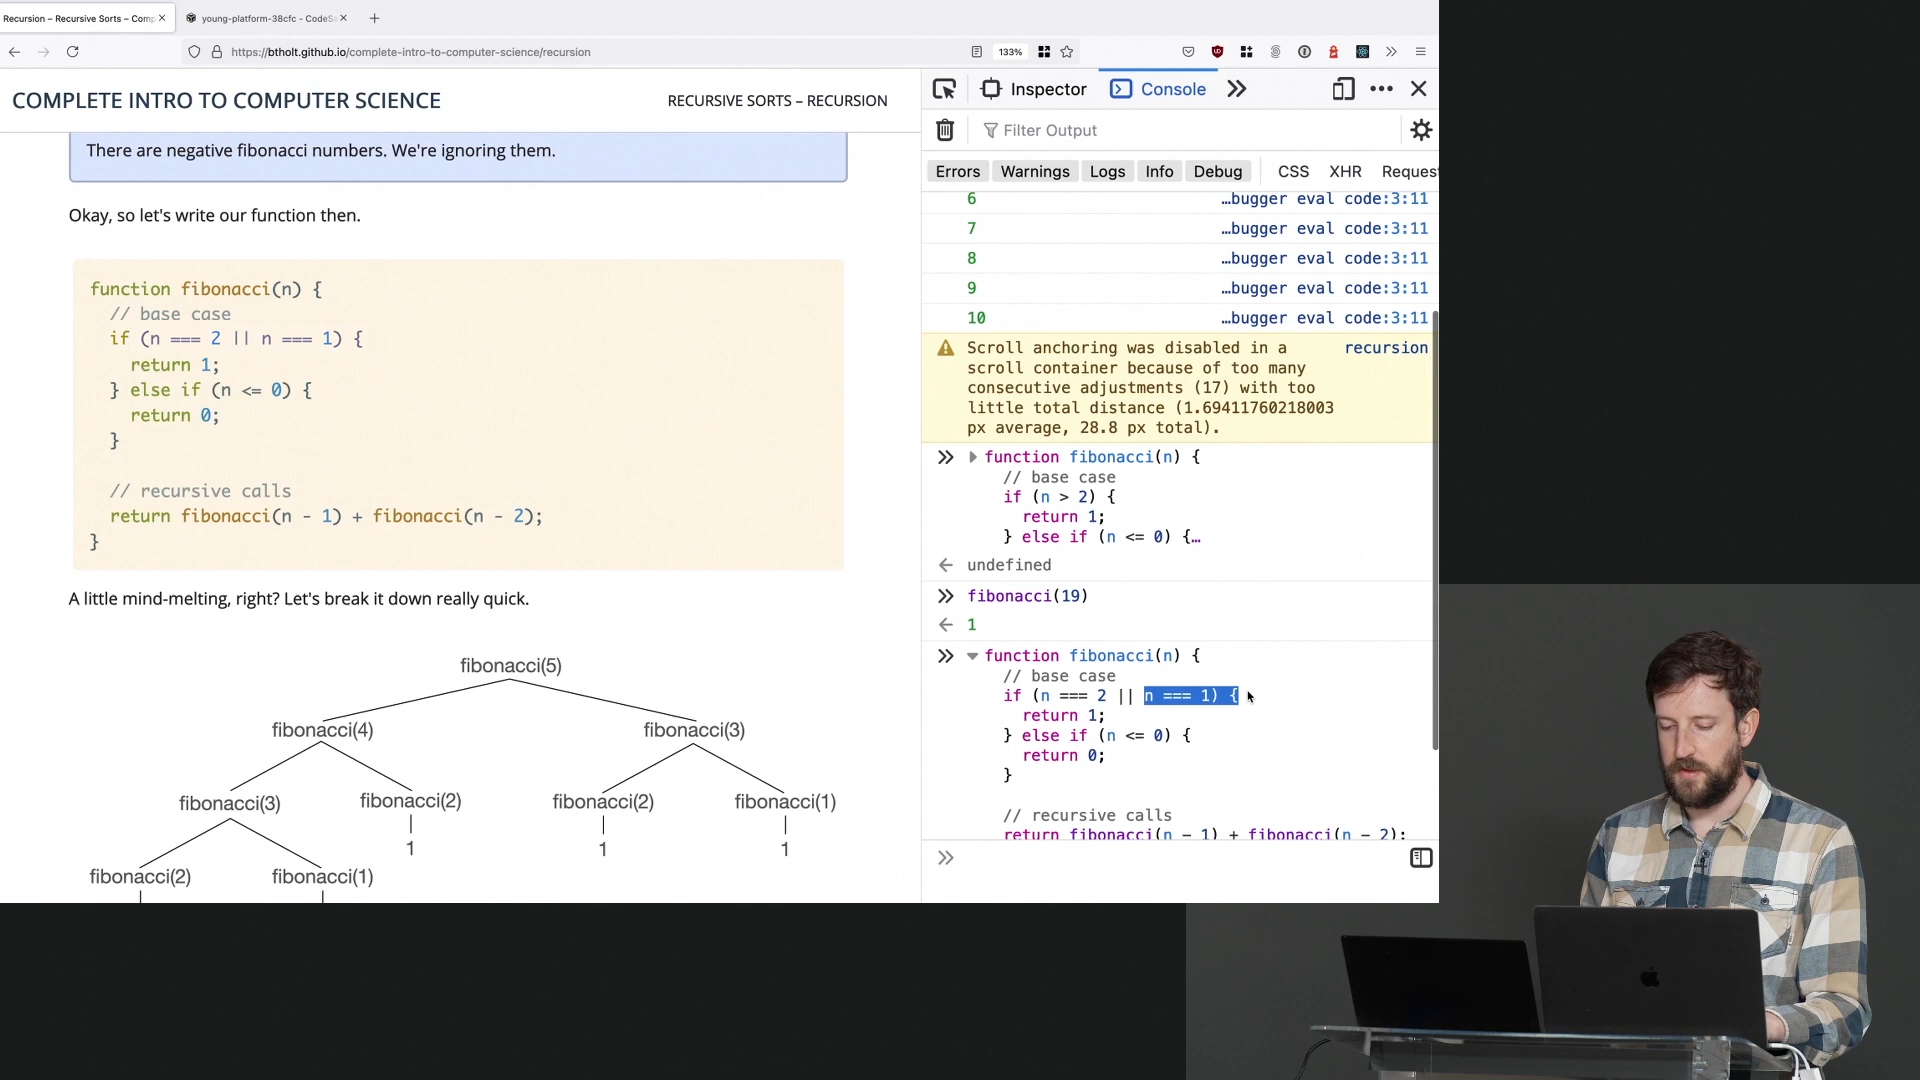 Recursion – Recursive Sorts – Comp
young-platform-38cfc - CodeSa
https://btholt.github.io/complete-intro-to-computer-science/recursion
133%
COMPLETE INTRO TO COMPUTER SCIENCE
RECURSIVE SORTS – RECURSION
There are negative fibonacci numbers. We're ignoring them.
Okay, so let's write our function then.
function fibonacci(n) {
// base case
if (n === 2 || n === 1) {
return 1;
} else if (n <= 0) {
return 0;
}
// recursive calls
return fibonacci(n - 1) + fibonacci(n - 2);
}
A little mind-melting, right? Let's break it down really quick.
fibonacci(5)
fibonacci(4) fibonacci(3)
fibonacci(3) fibonacci(2) fibonacci(2) fibonacci(1)
1 1 1
fibonacci(2) fibonacci(1)
Inspector Console
Filter Output
Errors Warnings Logs Info Debug CSS XHR Request
6 …bugger eval code:3:11
7 …bugger eval code:3:11
8 …bugger eval code:3:11
9 …bugger eval code:3:11
10 …bugger eval code:3:11
Scroll anchoring was disabled in a recursion
scroll container because of too many
consecutive adjustments (17) with too
little total distance (1.69411760218003
px average, 28.8 px total).
function fibonacci(n) {
// base case
if (n > 2) {
return 1;
} else if (n <= 0) {…
undefined
fibonacci(19)
1
function fibonacci(n) {
// base case
if (n === 2 || n === 1) {
return 1;
} else if (n <= 0) {
return 0;
}
// recursive calls
return fibonacci(n - 1) + fibonacci(n - 2);